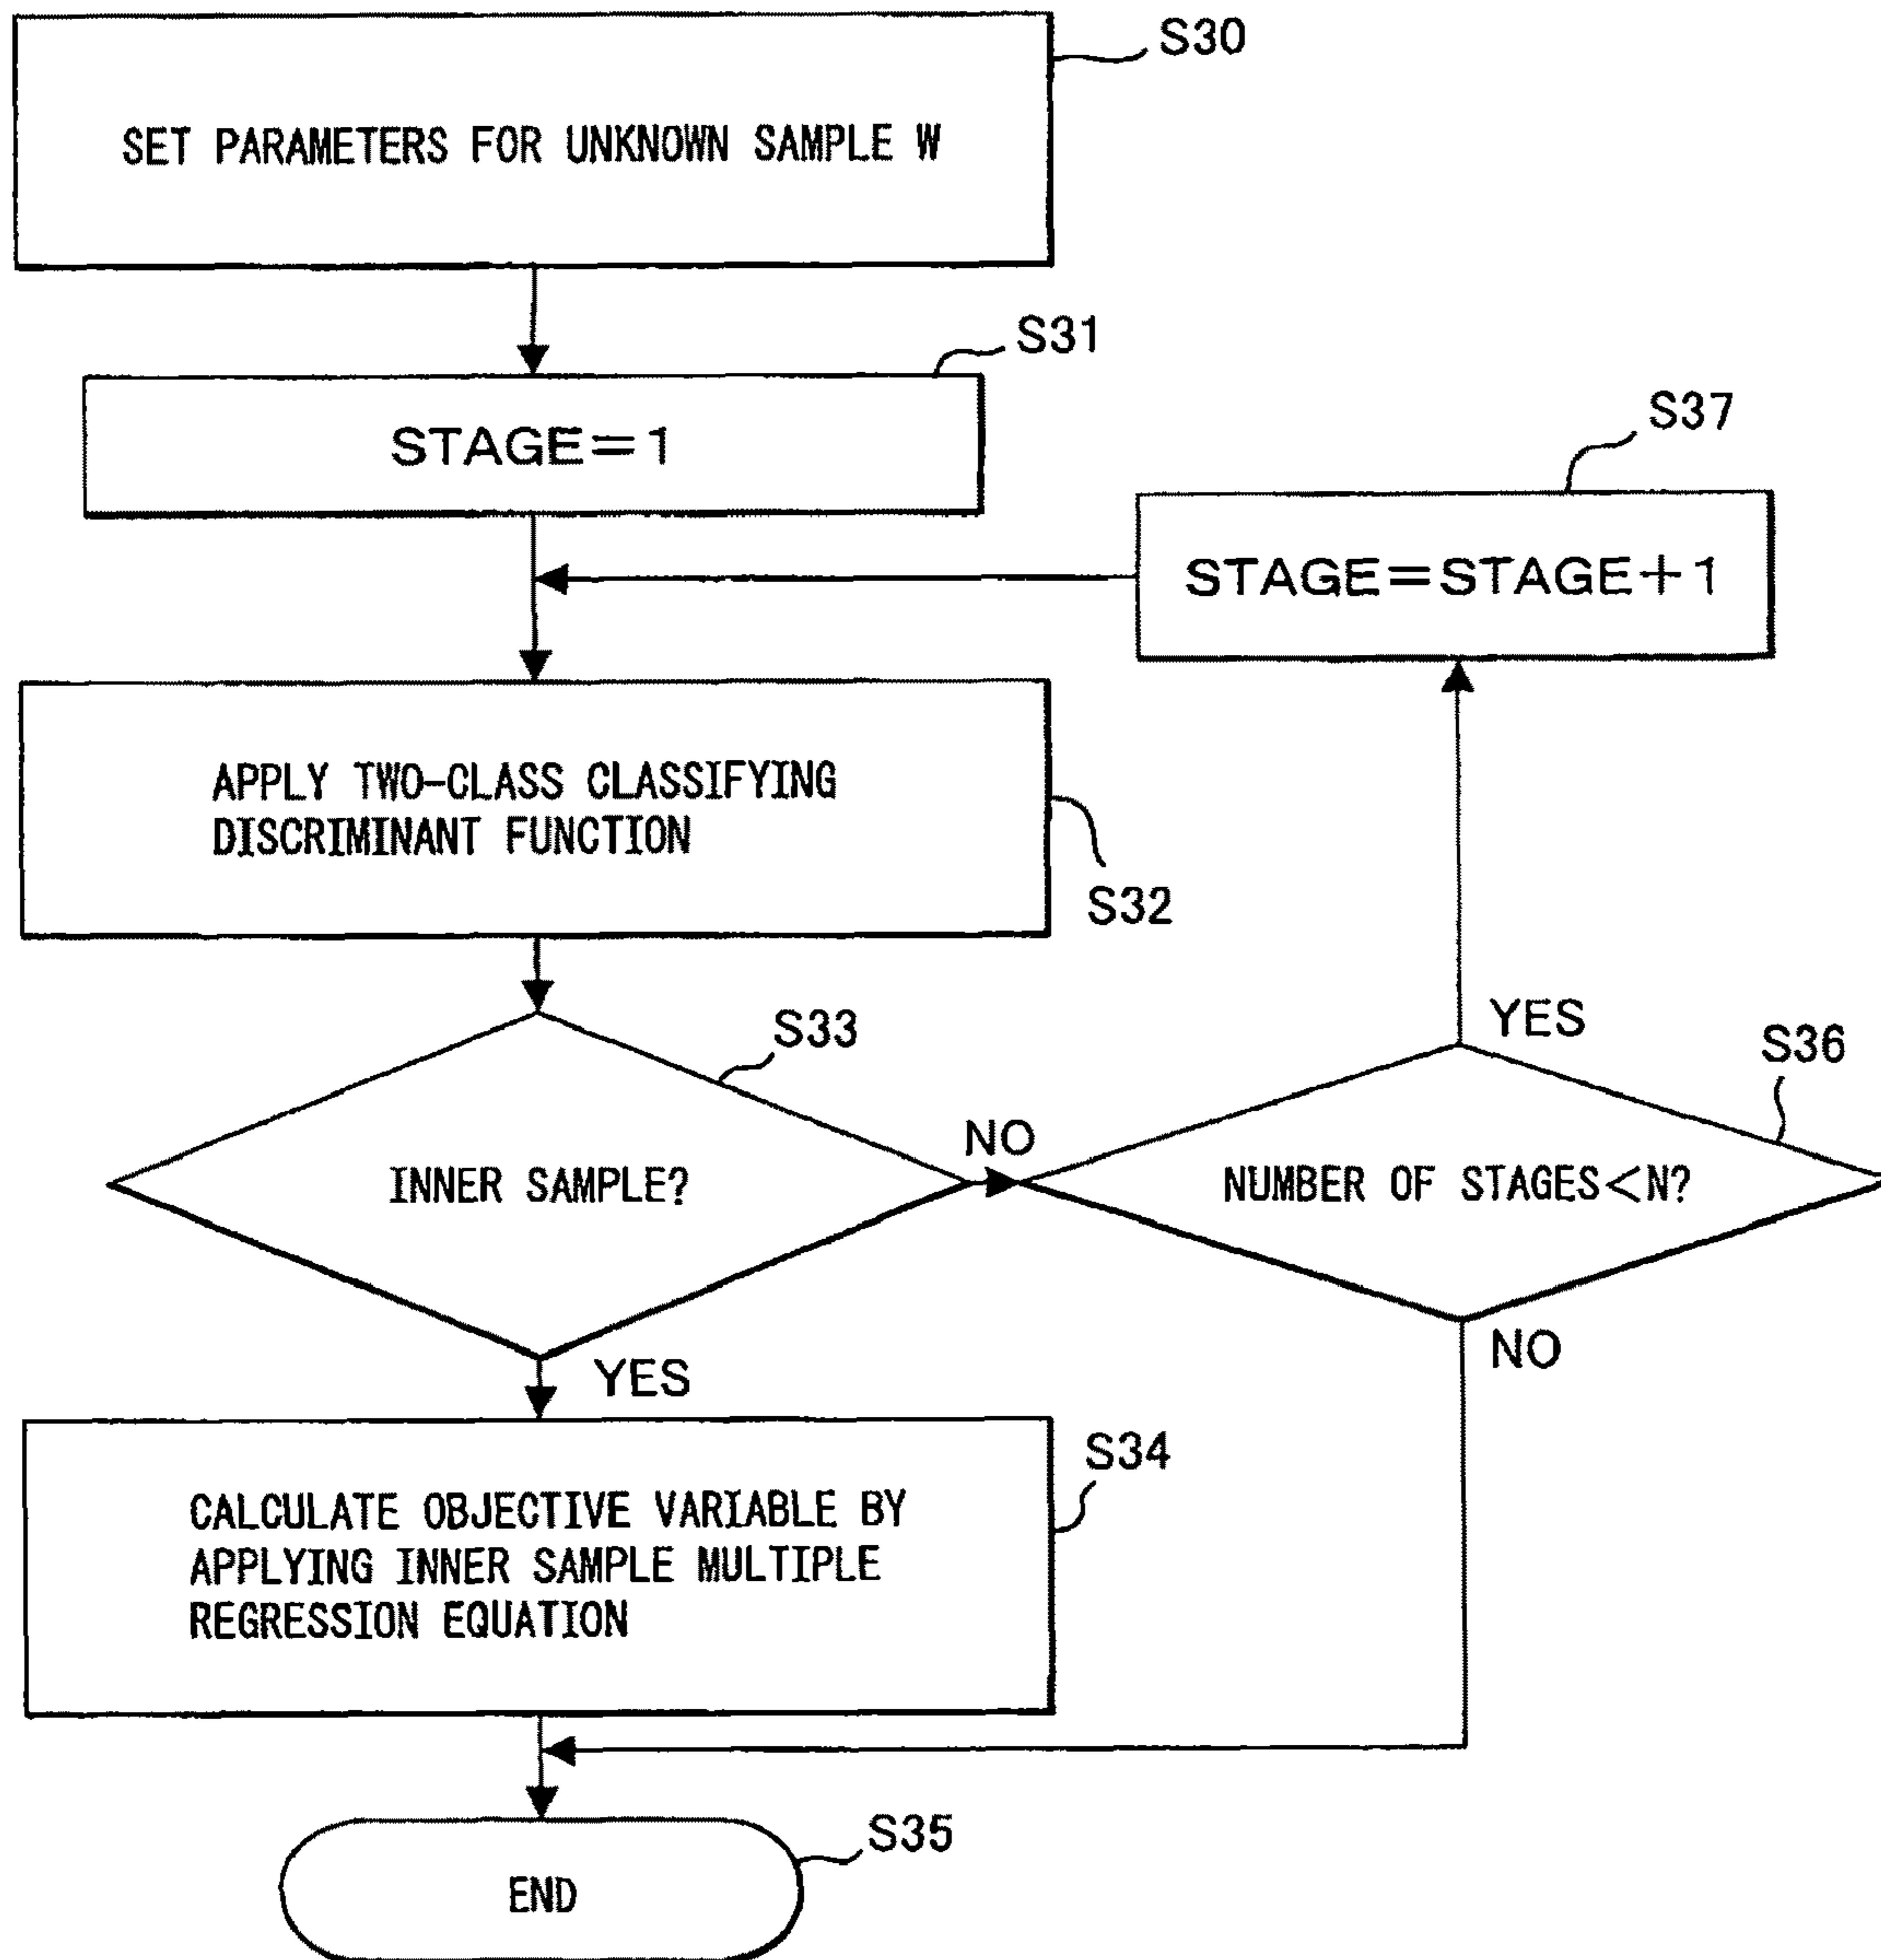 S30
SET PARAMETERS FOR UNKNOWN SAMPLE W
S31
STAGE=1
S37
STAGE=STAGE+1
APPLY TWO-CLASS CLASSIFYING
DISCRIMINANT FUNCTION
S32
S33
INNER SAMPLE?
NO
YES
S36
NUMBER OF STAGES<N?
NO
YES
S34
CALCULATE OBJECTIVE VARIABLE BY
APPLYING INNER SAMPLE MULTIPLE
REGRESSION EQUATION
S35
END